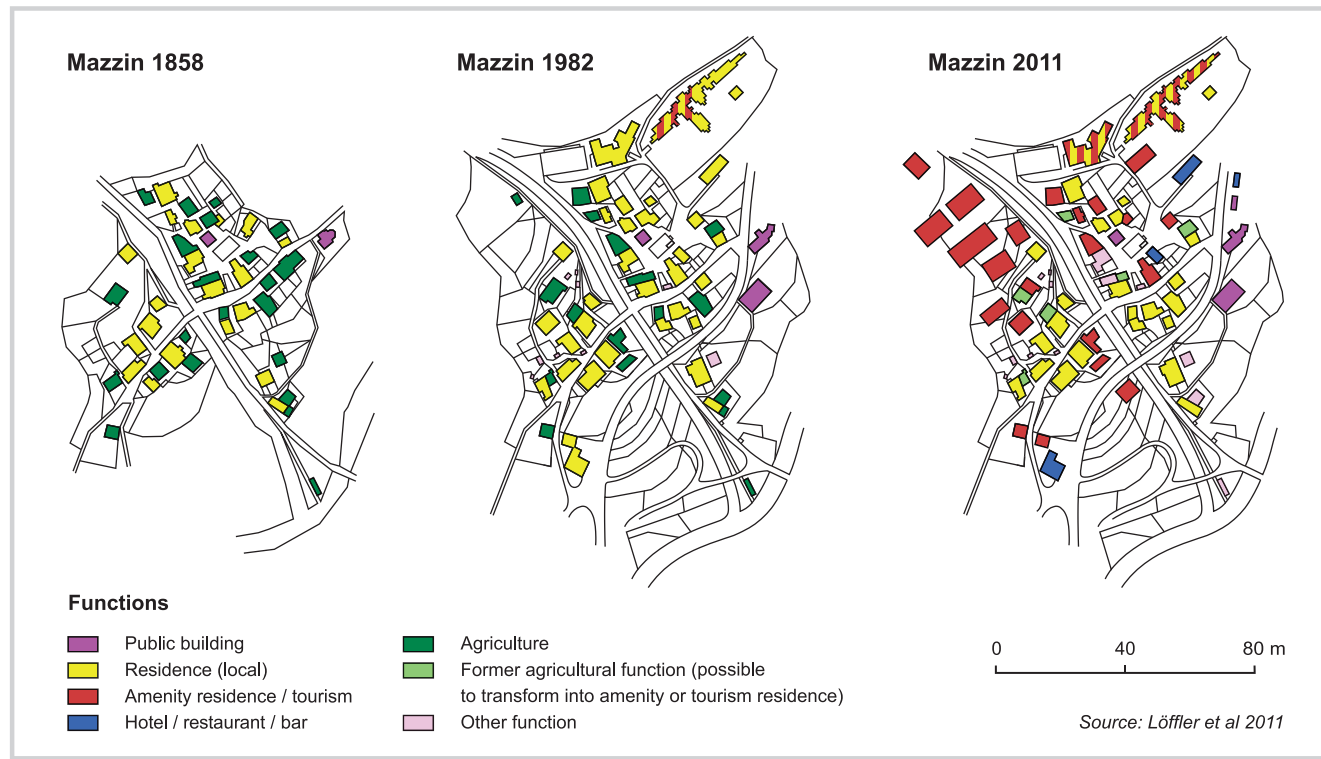 Mazzin 1858
Mazzin 1982
Mazzin 2011
Functions
Public building
Residence (local)
Amenity residence / tourism
Hotel / restaurant / bar
Agriculture
Former agricultural function (possible
to transform into amenity or tourism residence)
Other function
0 40 80 m
Source: Löffler et al 2011